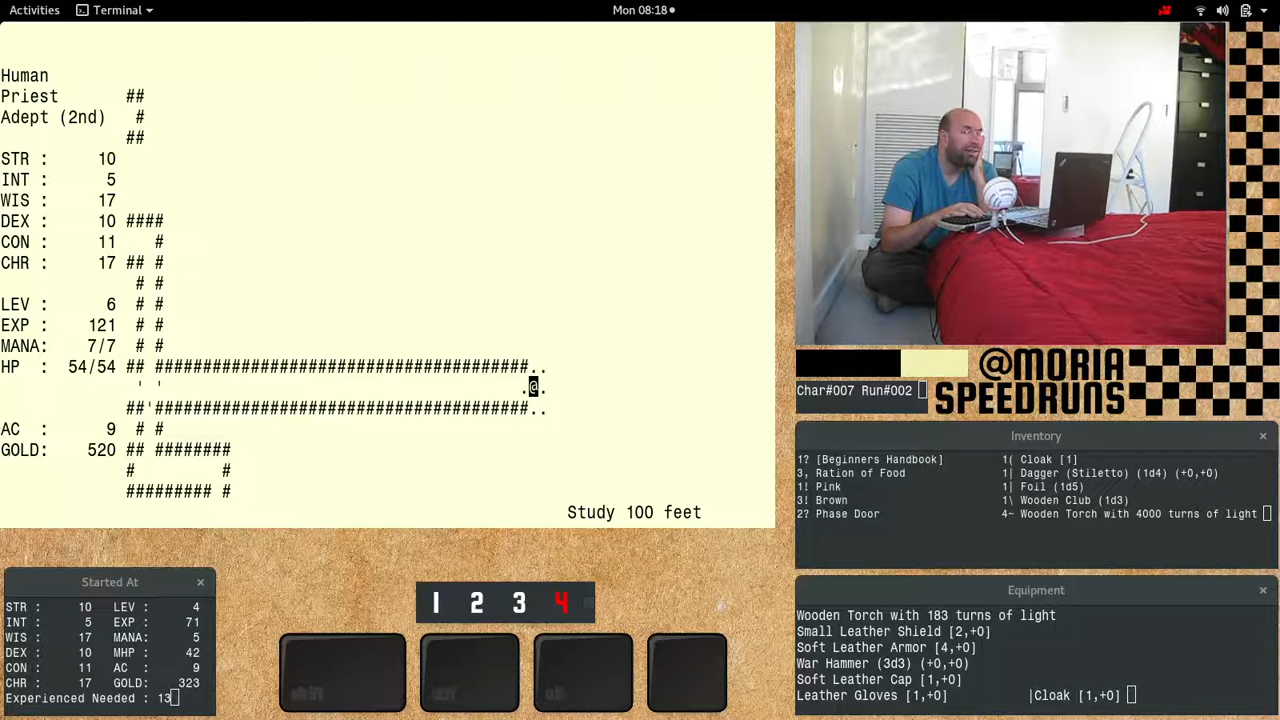 Activities Terminal Mon 08:18
Human
Priest ##
Adept (2nd) #
##
STR : 10
INT : 5
WIS : 17
DEX : 10 ####
CON : 11 #
CHR : 17 ## #
# #
LEV : 6 # #
EXP : 121 # #
MANA: 7/7 # #
HP : 54/54 ## ########################################..
' ' .@.
##'########################################..
AC : 9 # #
GOLD: 520 ## ########
# #
######### #
Study 100 feet
@MORIA
SPEEDRUNS
Char#007 Run#002
Inventory
1? [Beginners Handbook] 1( Cloak [1]
3, Ration of Food 1| Dagger (Stiletto) (1d4) (+0,+0)
1! Pink 1| Foil (1d5)
3! Brown 1\ Wooden Club (1d3)
2? Phase Door 4~ Wooden Torch with 4000 turns of light
Equipment
Wooden Torch with 183 turns of light
Small Leather Shield [2,+0]
Soft Leather Armor [4,+0]
War Hammer (3d3) (+0,+0)
Soft Leather Cap [1,+0]
Leather Gloves [1,+0] |Cloak [1,+0]
Started At
STR : 10 LEV : 4
INT : 5 EXP : 71
WIS : 17 MANA: 5
DEX : 10 MHP : 42
CON : 11 AC : 9
CHR : 17 GOLD: 323
Experienced Needed : 13
1 2 3 4